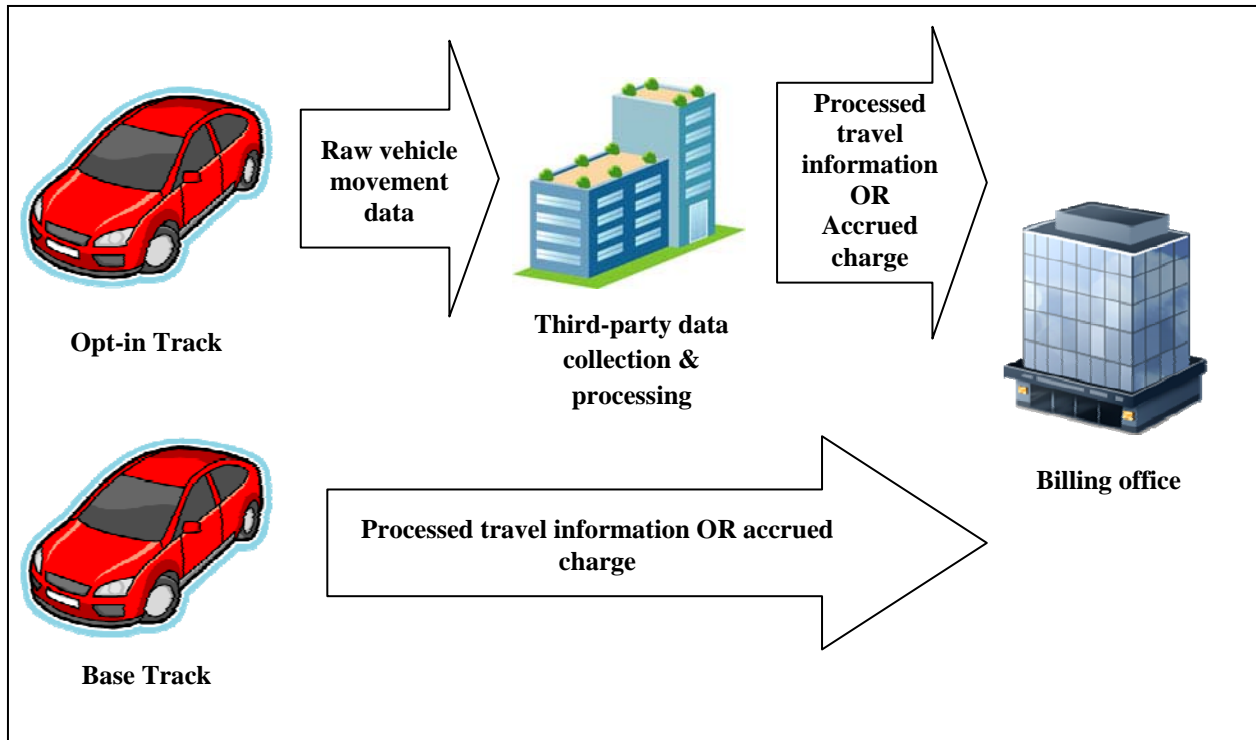 Raw vehicle
movement
data
Processed
travel
information
OR
Accrued
charge
Opt-in Track
Third-party data
collection &
processing
Billing office
Processed travel information OR accrued
charge
Base Track